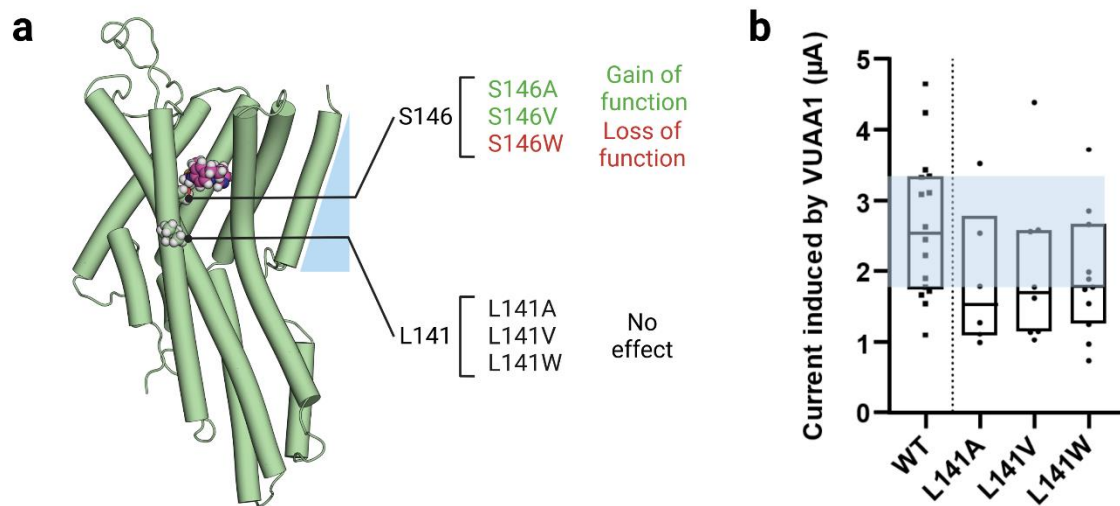 a
S146
S146A
S146V
S146W
Gain of
function
Loss of
function
L141
L141A
L141V
L141W
No
effect
b
Current induced by VUAA1 (µA)
5
4
3
2
1
0
WT
L141A
L141V
L141W